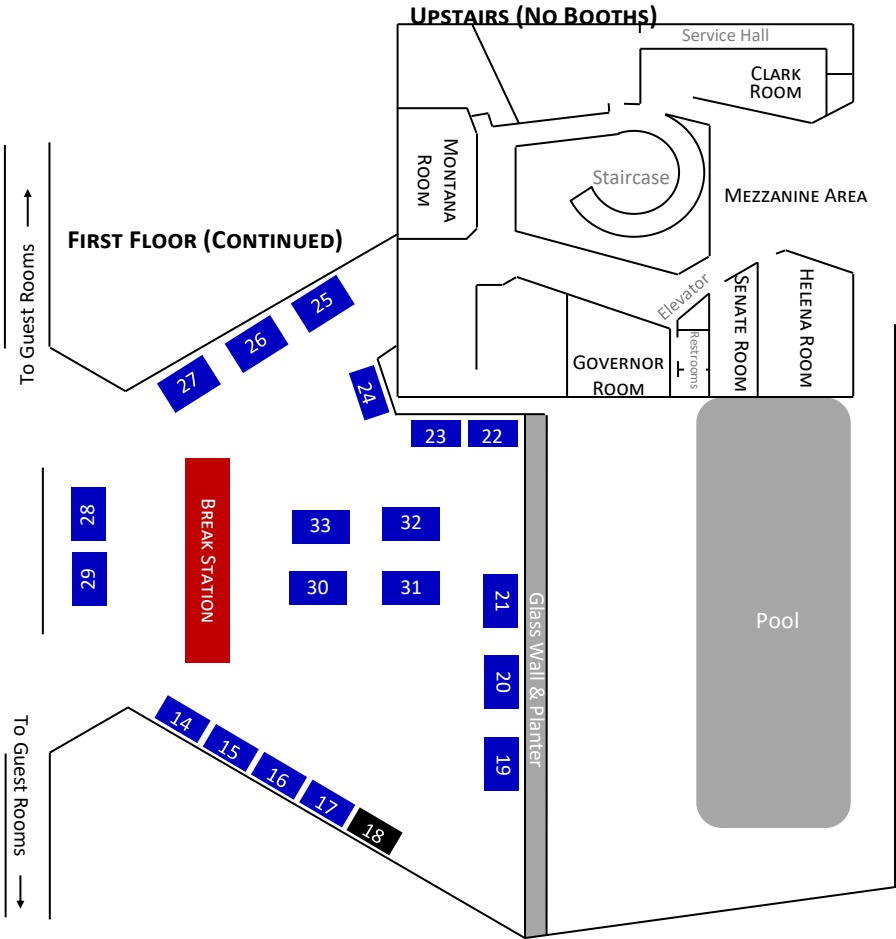 UPSTAIRS (NO BOOTHS)
Service Hall
CLARK
ROOM
MONTANA
ROOM
Staircase
MEZZANINE AREA
To Guest Rooms
FIRST FLOOR (CONTINUED)
Elevator
Restrooms
SENATE ROOM
HELENA ROOM
GOVERNOR
ROOM
25
26
27
24
23
22
28
29
BREAK STATION
33
32
30
31
21
20
19
Glass Wall & Planter
Pool
14
15
16
17
18
To Guest Rooms